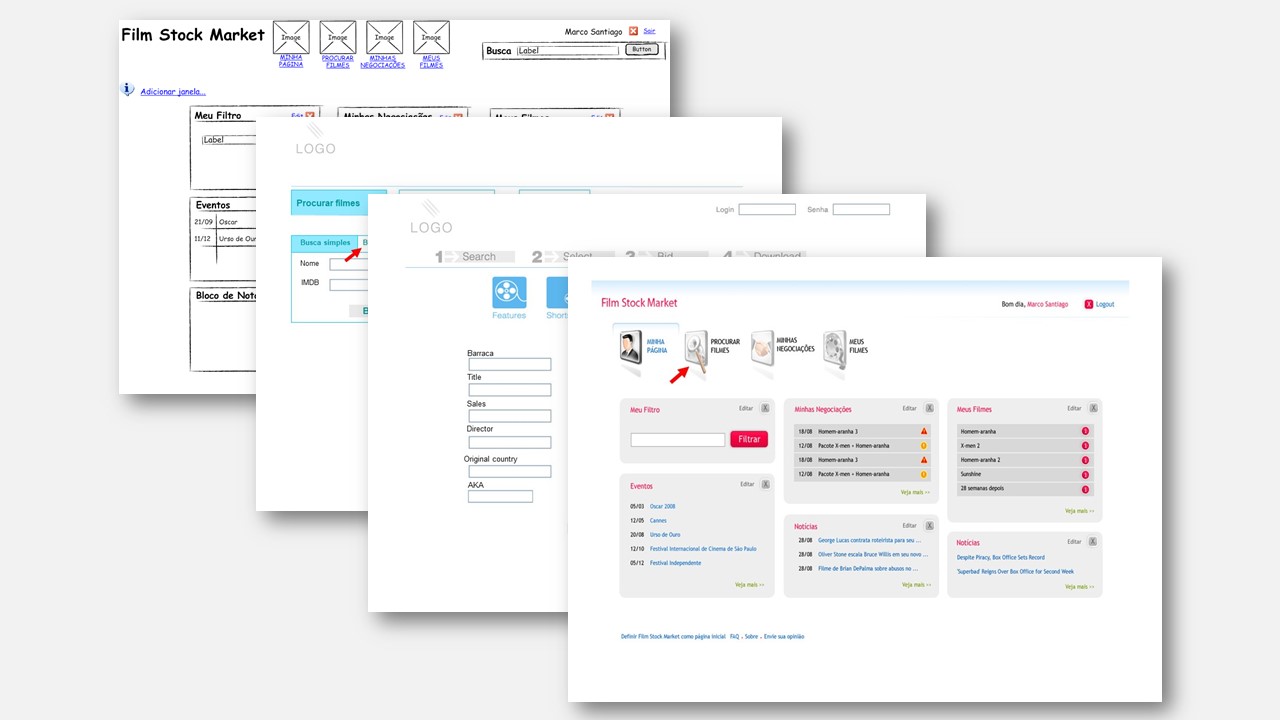 Film Stock Market
Image
Image
Image
Image
MINHA
PAGINA
PROCURAR
FILMES
MINHAS
NEGOCIAÇÕES
MEUS
FILMES
Marco Santiago
Sair
Busca
Label
Button
Adicionar janela...
Meu Filtro
Edit
Minhas Negociações
Meus Filmes
Label
Eventos
21/09 Oscar
11/12 Urso de Our
Bloco de Nota
LOGO
Procurar filmes
Busca simples
B
Nome
IMDB
B
LOGO
Login
Senha
1 Search
2 Select
3 Bid
4 Download
Features
Shorts
Barraca
Title
Sales
Director
Original country
AKA
Film Stock Market
Bom dia, Marco Santiago
X Logout
MINHA
PÁGINA
PROCURAR
FILMES
MINHAS
NEGOCIAÇÕES
MEUS
FILMES
Meu Filtro Editar X
Filtrar
Eventos Editar X
05/03 Oscar 2008
12/05 Cannes
20/08 Urso de Ouro
12/10 Festival Internacional de Cinema de São Paulo
05/12 Festival Independente
Veja mais >>
Minhas Negociações Editar X
18/08 Homem-aranha 3
12/08 Pacote X-men + Homem-aranha
18/08 Homem-aranha 3
12/08 Pacote X-men + Homem-aranha
Veja mais >>
Notícias Editar X
28/08 George Lucas contrata roteirista para seu ...
28/08 Oliver Stone escala Bruce Willis em seu novo ...
28/08 Filme de Brian DePalma sobre abusos no ...
Veja mais >>
Meus Filmes Editar X
Homem-aranha
X-men 2
Homem-aranha 2
Sunshine
28 semanas depois
Veja mais >>
Notícias Editar X
Despite Piracy, Box Office Sets Record
'Superbad' Reigns Over Box Office for Second Week
Veja mais >>
Definir Film Stock Market como página inicial FAQ . Sobre . Envie sua opinião